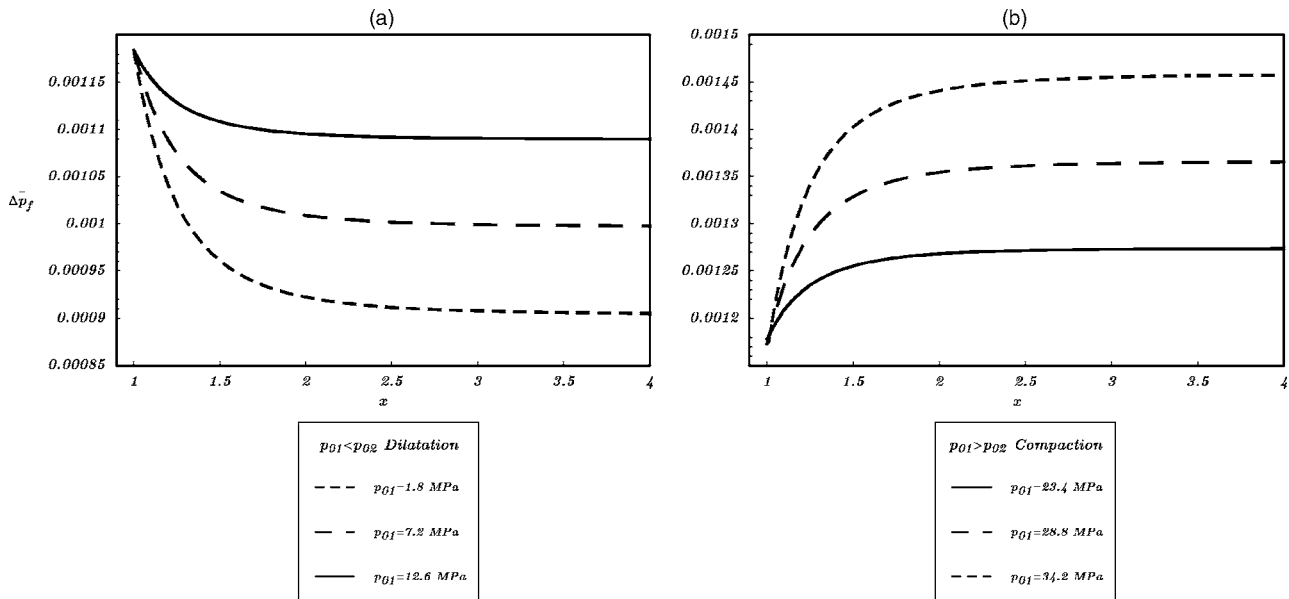 (a)
0.00115
0.0011
0.00105
0.001
0.00095
0.0009
0.00085
Δp̄f
1 1.5 2 2.5 3 3.5 4
x
p01<p02 Dilatation
p01=1.8 MPa
p01=7.2 MPa
p01=12.6 MPa
(b)
0.0015
0.00145
0.0014
0.00135
0.0013
0.00125
0.0012
1 1.5 2 2.5 3 3.5 4
x
p01>p02 Compaction
p01=23.4 MPa
p01=28.8 MPa
p01=34.2 MPa